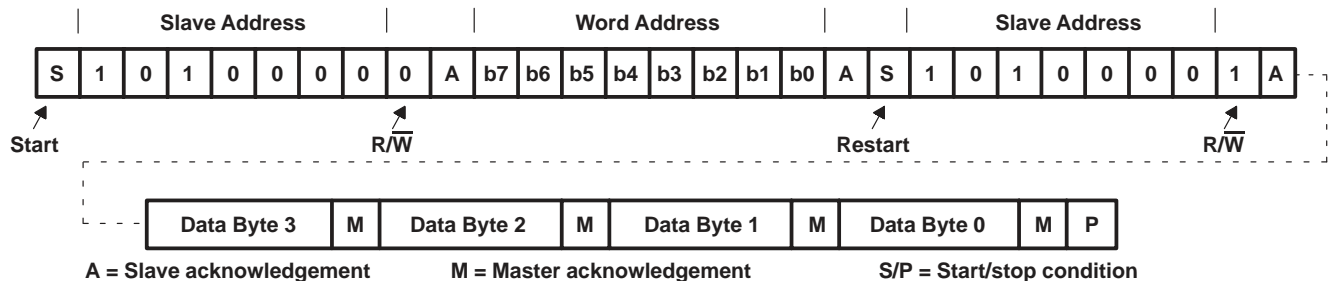 Slave Address Word Address Slave Address
S 1 0 1 0 0 0 0 0 A b7 b6 b5 b4 b3 b2 b1 b0 A S 1 0 1 0 0 0 0 1 A
Start R/W̅ Restart R/W̅
Data Byte 3 M Data Byte 2 M Data Byte 1 M Data Byte 0 M P
A = Slave acknowledgement M = Master acknowledgement S/P = Start/stop condition